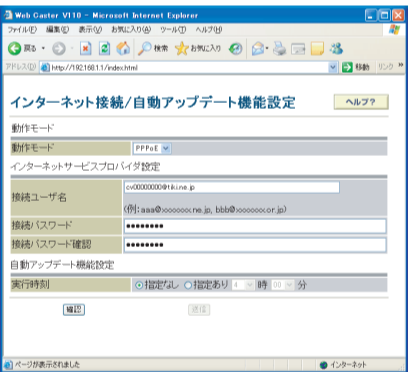 Web Caster V110 - Microsoft Internet Explorer
ファイル(F) 編集(E) 表示(V) お気に入り(A) ツール(T) ヘルプ(H)
戻る 検索 お気に入り
アドレス(D) http://192.168.1.1/index.html 移動 リンク
インターネット接続/自動アップデート機能設定 ヘルプ?
動作モード
動作モード PPPoE
インターネットサービスプロバイダ設定
接続ユーザ名 cv00000000@tiki.ne.jp
(例: aaa@xxxxxxx.ne.jp, bbb@xxxxxxx.or.jp)
接続パスワード ●●●●●●●●
接続パスワード確認 ●●●●●●●●
自動アップデート機能設定
実行時刻 指定なし 指定あり 4 時 00 分
確認 送信
ページが表示されました インターネット